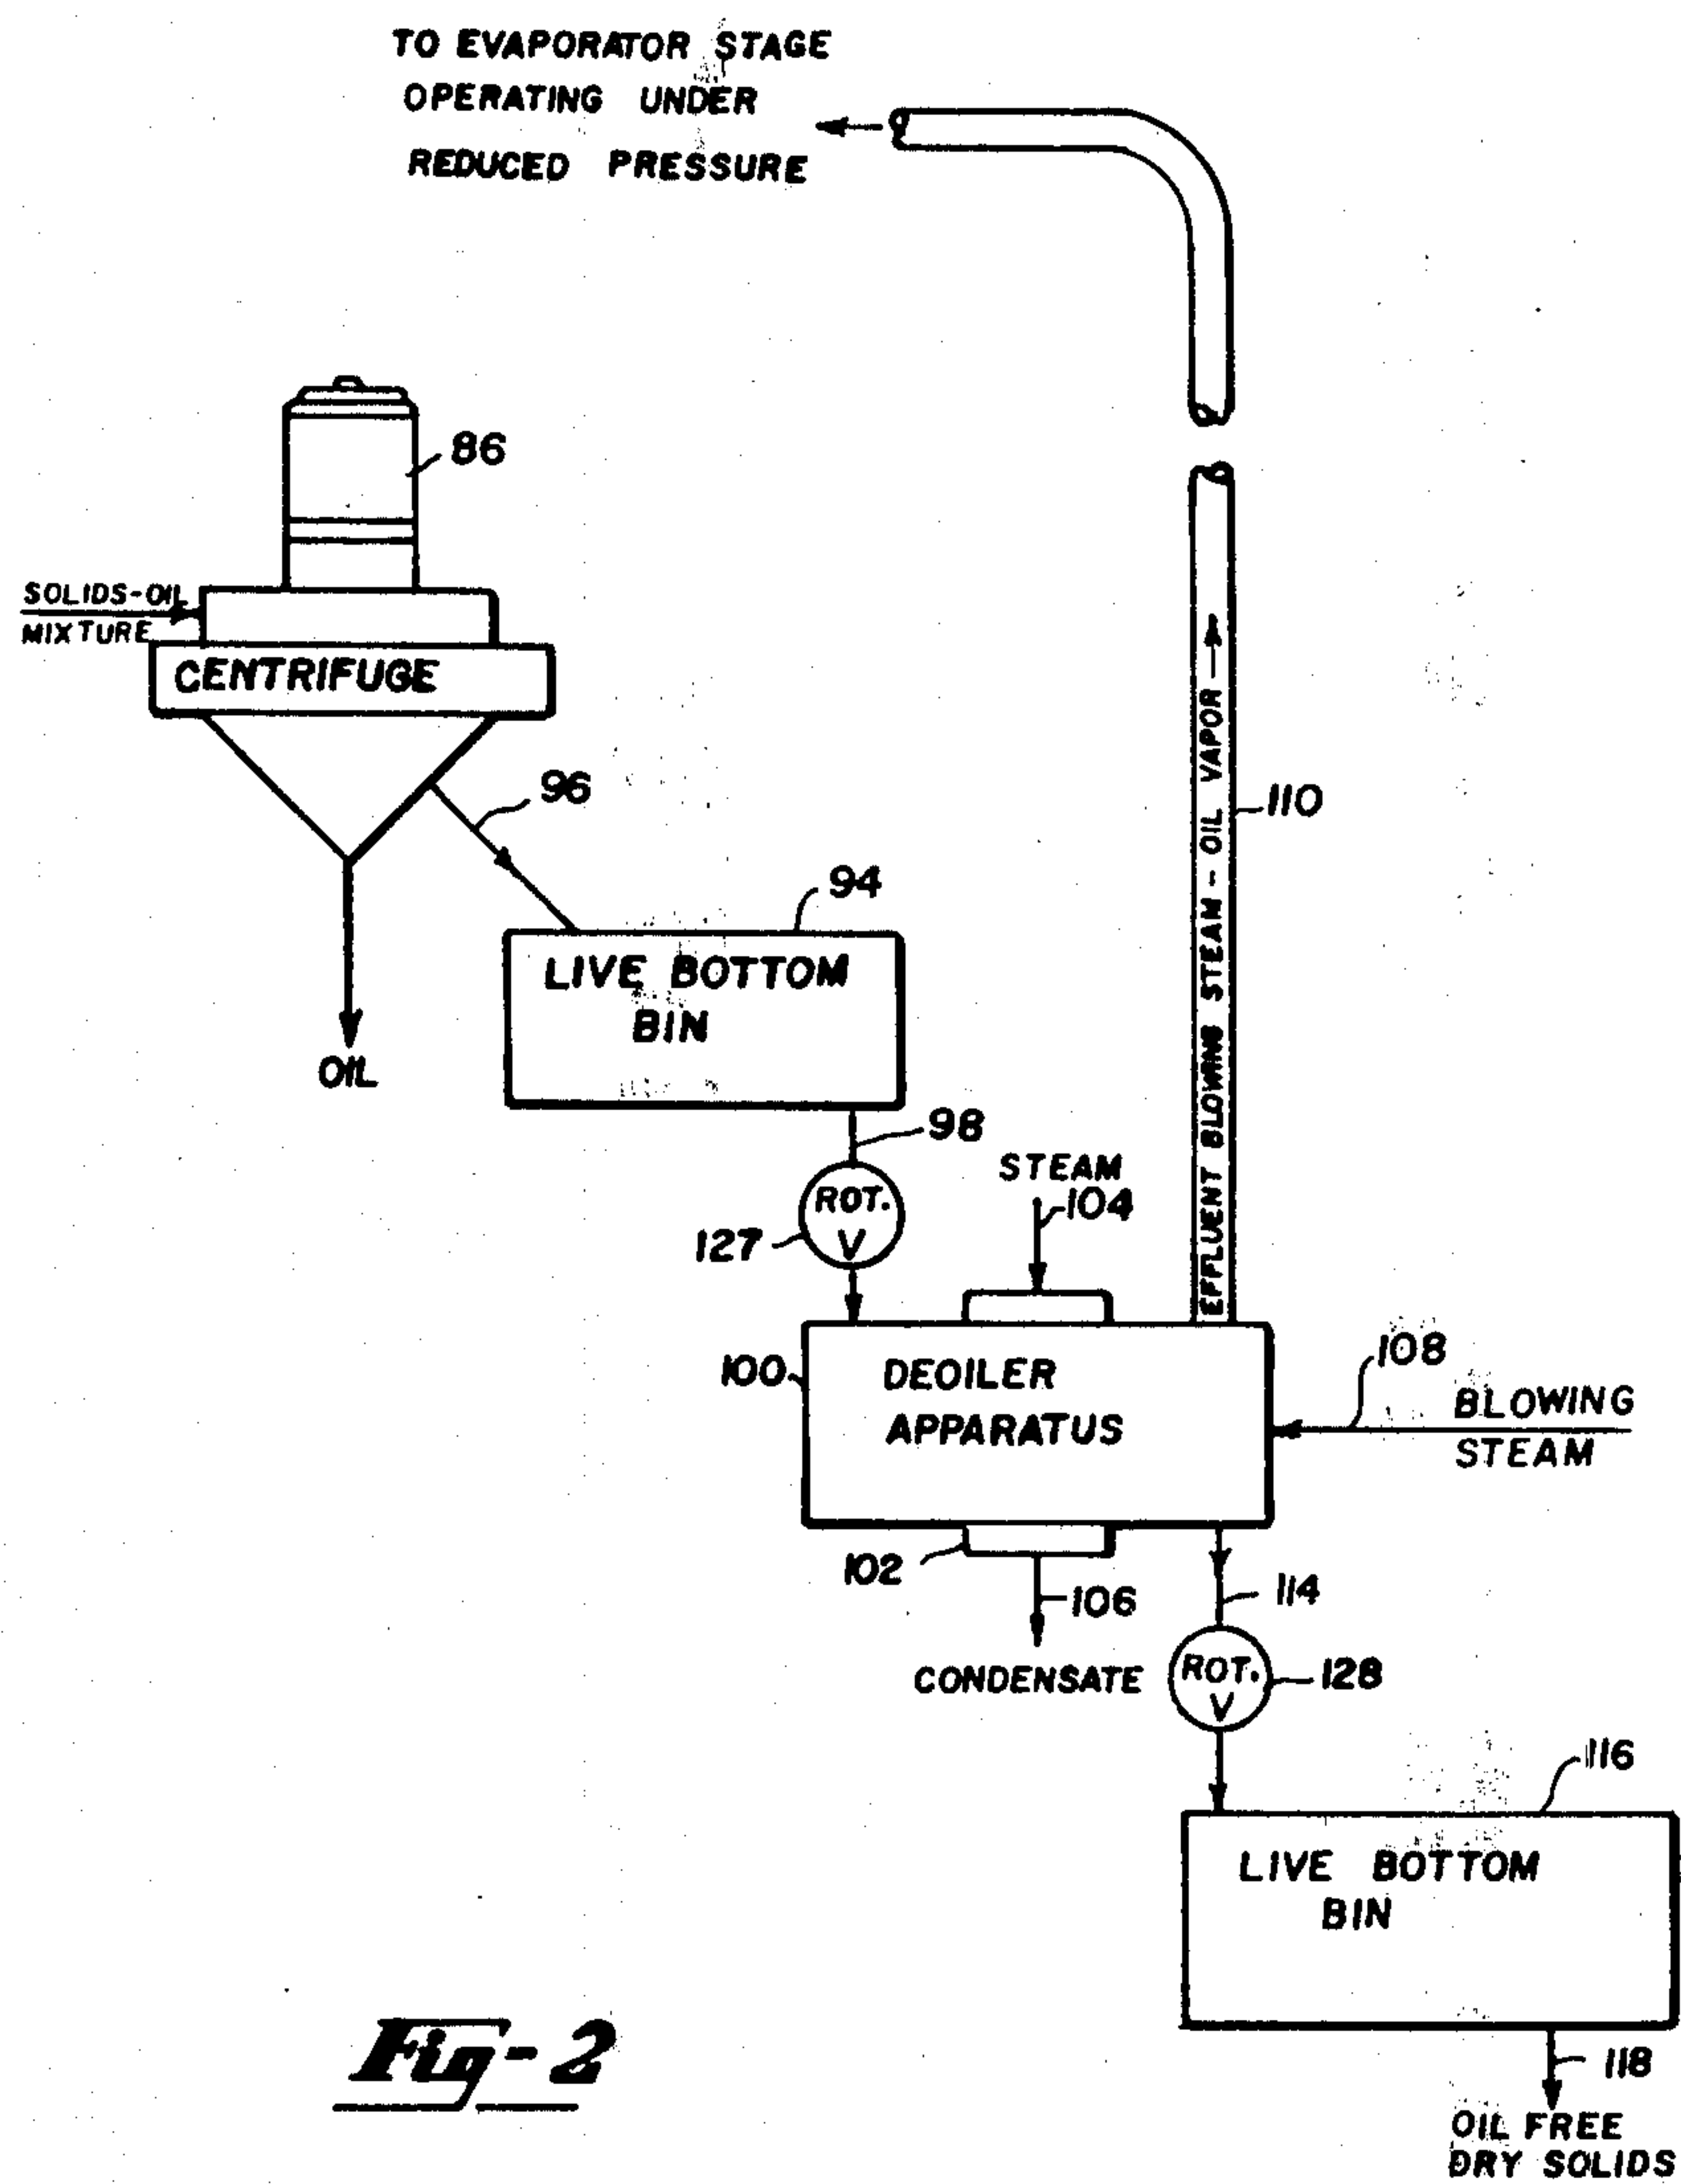 TO EVAPORATOR STAGE
OPERATING UNDER
REDUCED PRESSURE
86
SOLIDS-OIL
MIXTURE
CENTRIFUGE
96
94
LIVE BOTTOM
BIN
OIL
98
STEAM
104
ROT.
V
127
EFFLUENT BLOWING STEAM - OIL VAPOR
110
100
DEOILER
APPARATUS
108
BLOWING
STEAM
102
106
CONDENSATE
114
ROT.
V
128
116
LIVE BOTTOM
BIN
118
OIL FREE
DRY SOLIDS
Fig-2